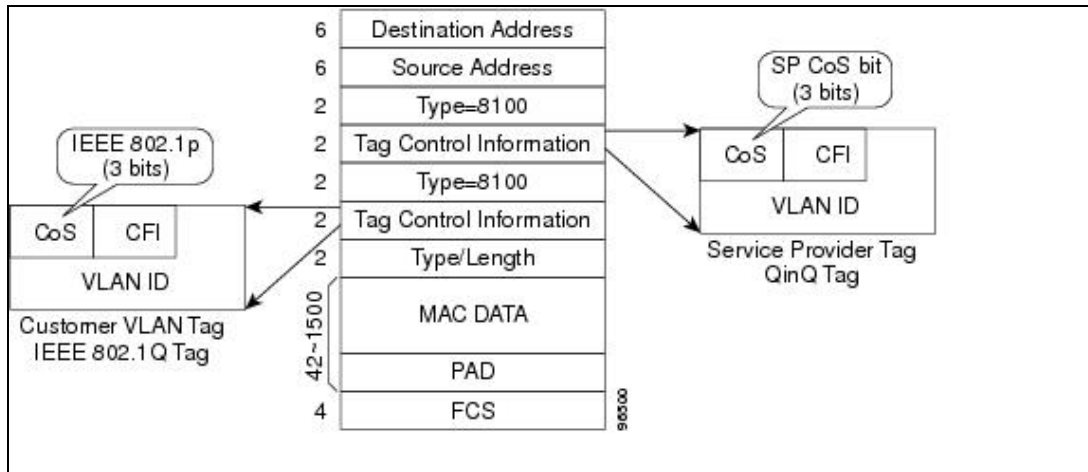 6 Destination Address
6 Source Address
2 Type=8100
2 Tag Control Information
2 Type=8100
2 Tag Control Information
2 Type/Length
42~1500
MAC DATA
PAD
4 FCS
96500
IEEE 802.1p
(3 bits)
CoS CFI
VLAN ID
Customer VLAN Tag
IEEE 802.1Q Tag
SP CoS bit
(3 bits)
CoS CFI
VLAN ID
Service Provider Tag
QinQ Tag